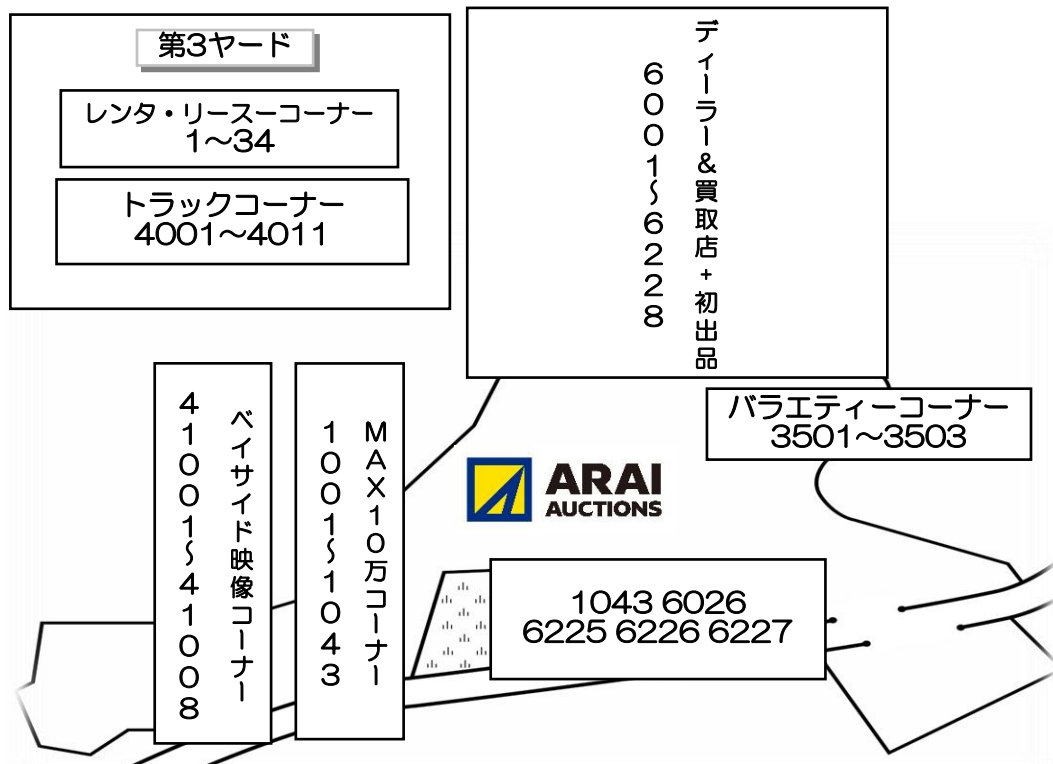 第3ヤード
レンタ・リースーコーナー
1～34
トラックコーナー
4001～4011
ディーラー&買取店+初出品
6001～6228
バラエティーコーナー
3501～3503
ベイサイド映像コーナー
41001～41008
MAX10万コーナー
1001～1043
ARAI
AUCTIONS
1043 6026
6225 6226 6227